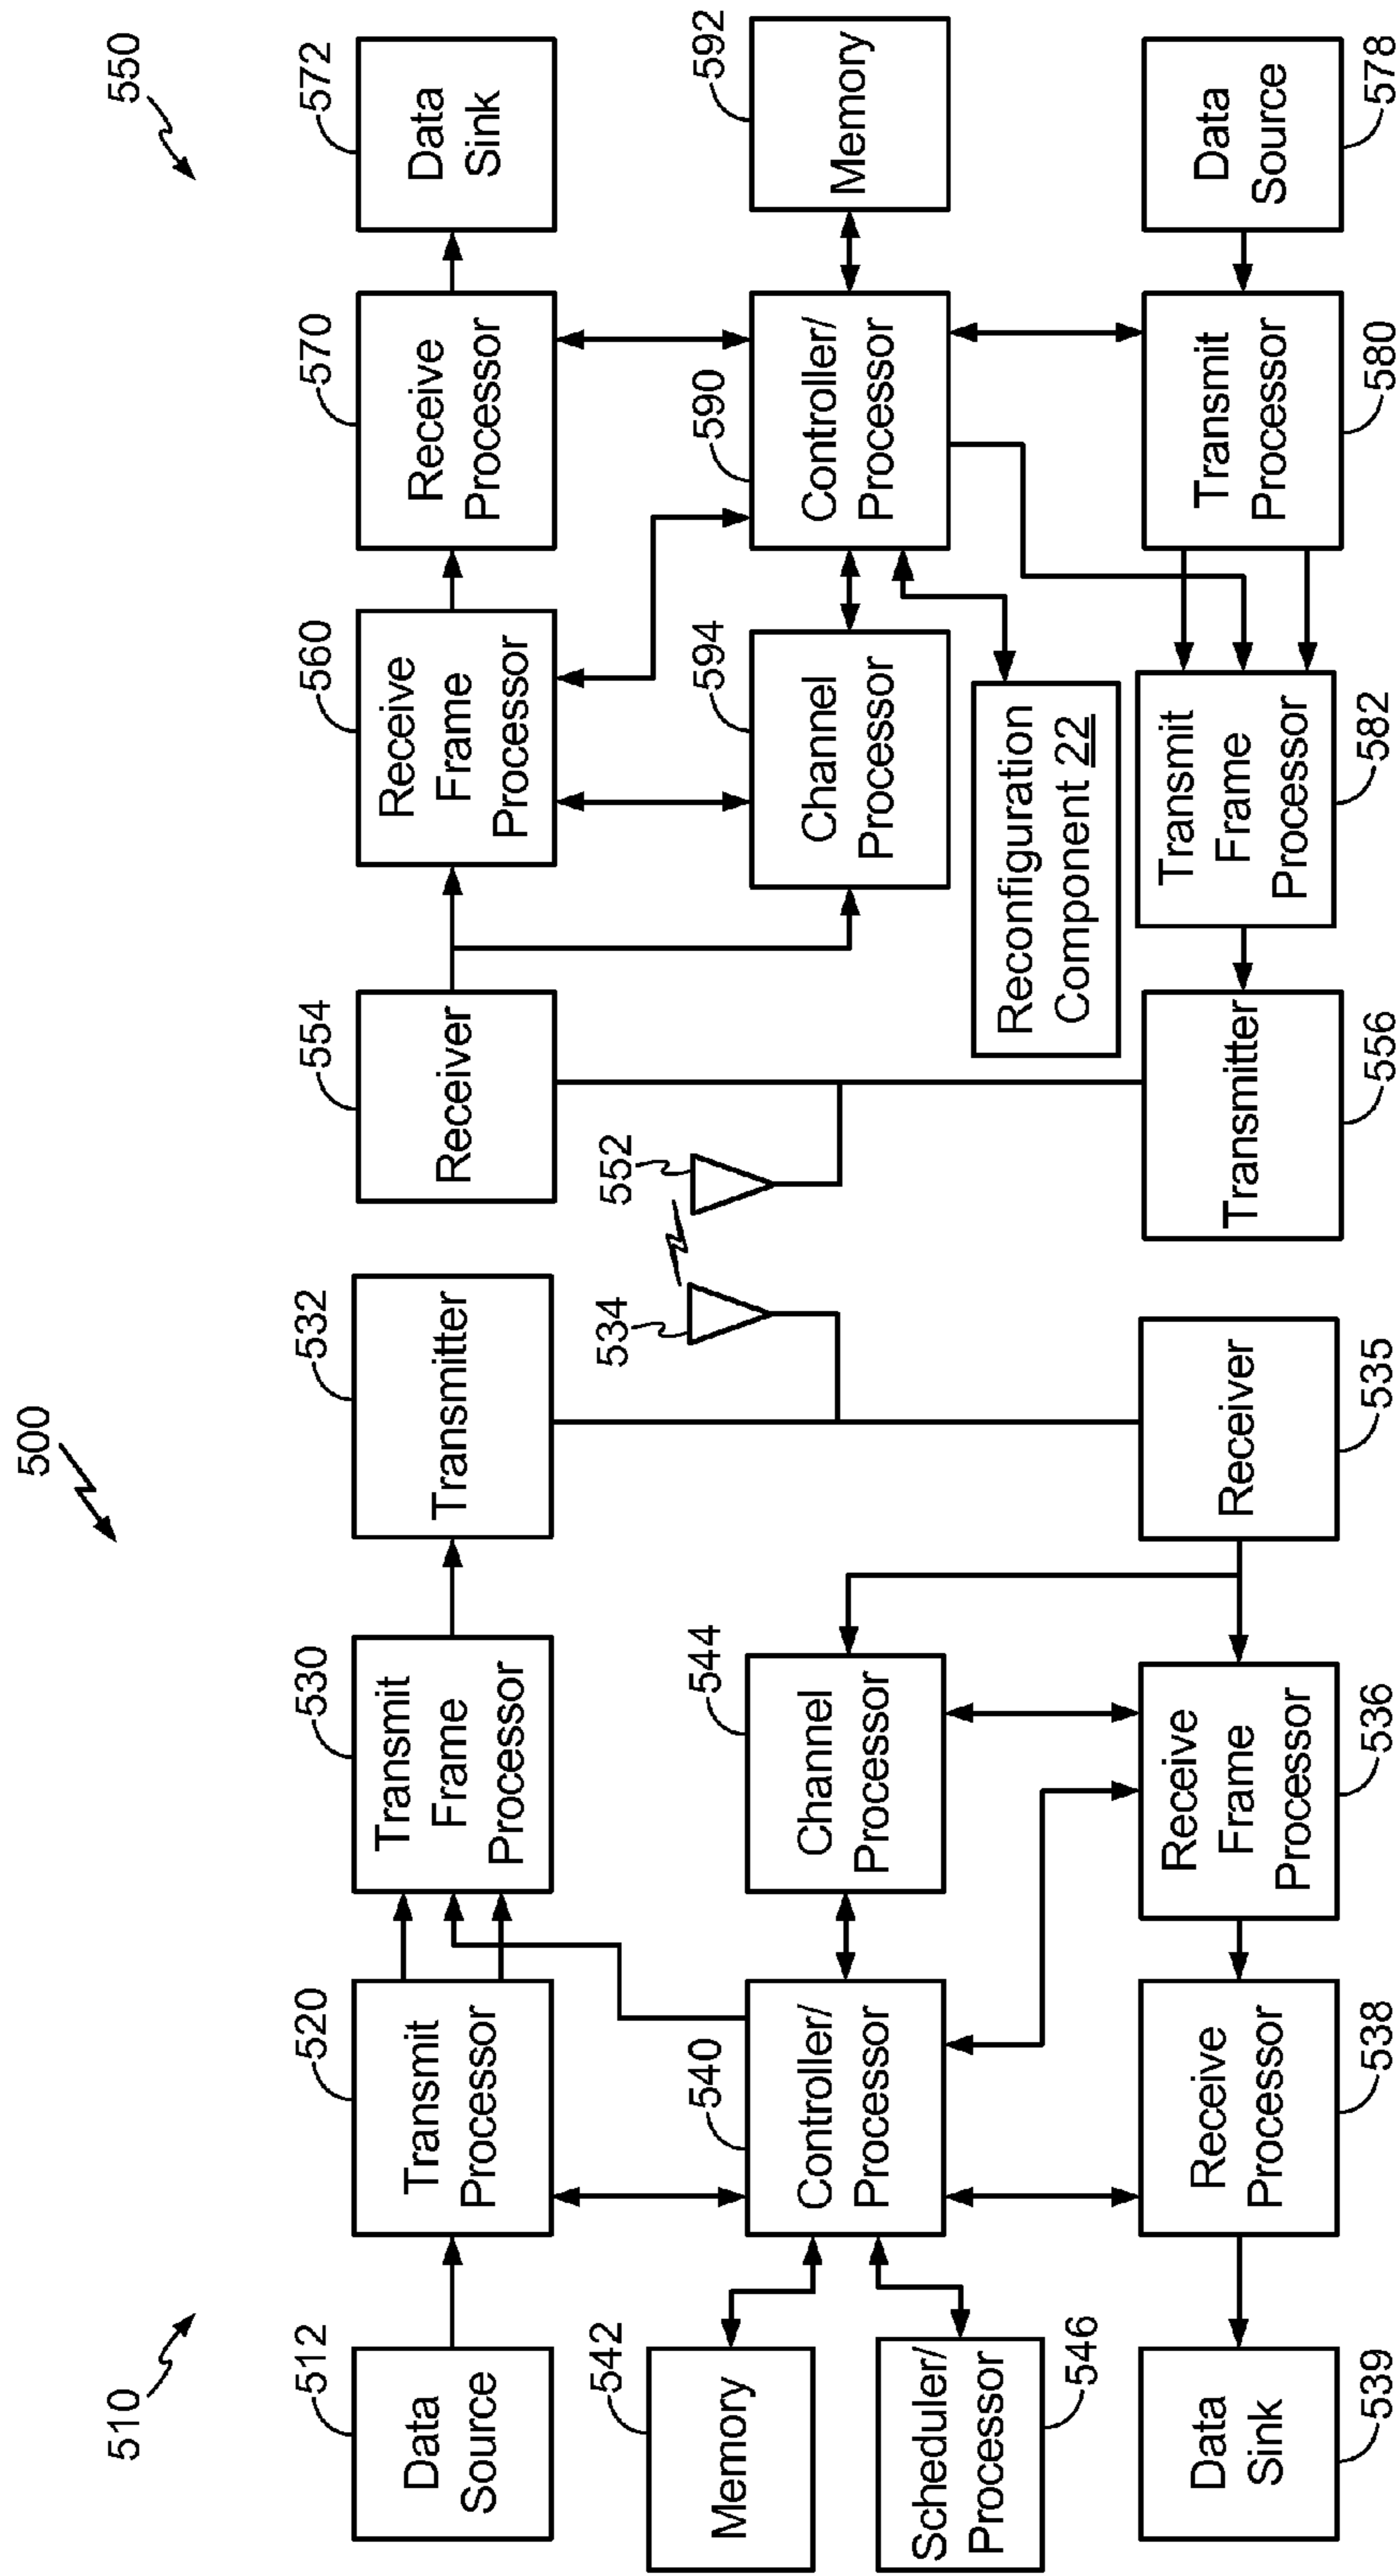 500
510
550
512
Data
Source
520
Transmit
Processor
530
Transmit
Frame
Processor
532
Transmitter
554
Receiver
560
Receive
Frame
Processor
570
Receive
Processor
572
Data
Sink
542
Memory
540
Controller/
Processor
544
Channel
Processor
534
552
594
Channel
Processor
590
Controller/
Processor
592
Memory
Scheduler/
Processor
546
Reconfiguration
Component 22
Data
Sink
539
Receive
Processor
538
Receive
Frame
Processor
536
Receiver
535
Transmitter
556
Transmit
Frame
Processor
582
Transmit
Processor
580
Data
Source
578